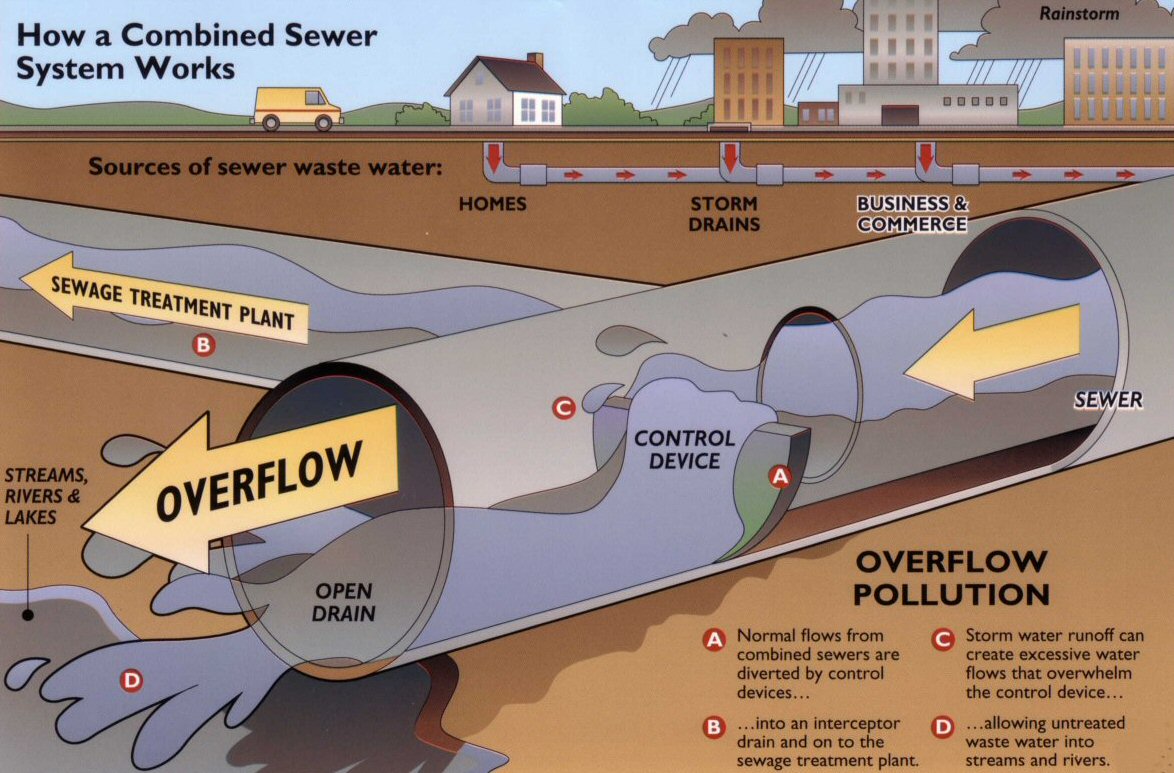 How a Combined Sewer
System Works
Rainstorm
Sources of sewer waste water:
HOMES
STORM
DRAINS
BUSINESS &
COMMERCE
SEWAGE TREATMENT PLANT
B
SEWER
C
CONTROL
DEVICE
A
OVERFLOW
STREAMS,
RIVERS &
LAKES
OPEN
DRAIN
D
OVERFLOW
POLLUTION
A Normal flows from
combined sewers are
diverted by control
devices...
B ...into an interceptor
drain and on to the
sewage treatment plant.
C Storm water runoff can
create excessive water
flows that overwhelm
the control device...
D ...allowing untreated
waste water into
streams and rivers.